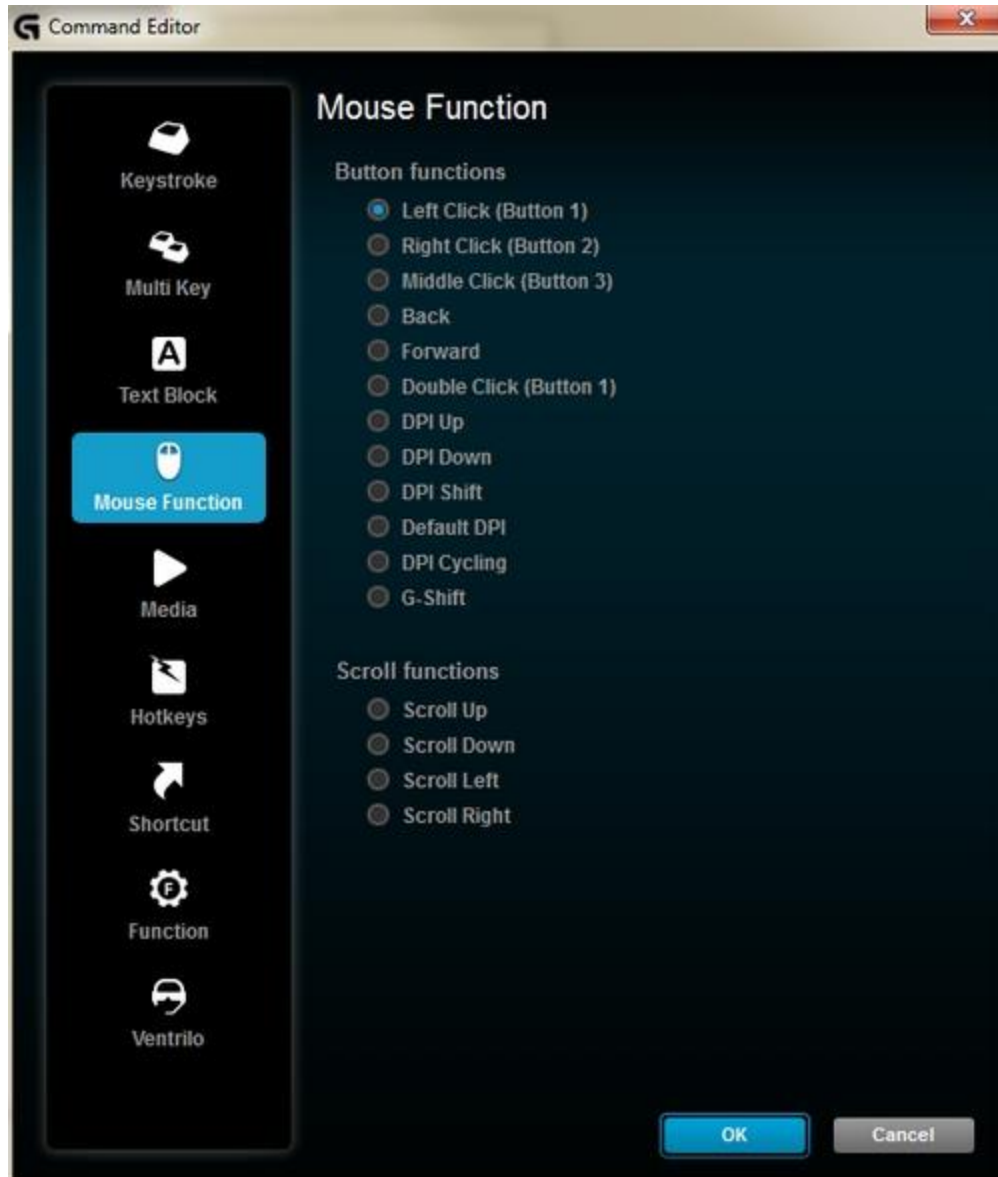 Command Editor
Keystroke
Multi Key
A
Text Block
Mouse Function
Media
Hotkeys
Shortcut
F
Function
Ventrilo
Mouse Function
Button functions
Left Click (Button 1)
Right Click (Button 2)
Middle Click (Button 3)
Back
Forward
Double Click (Button 1)
DPI Up
DPI Down
DPI Shift
Default DPI
DPI Cycling
G-Shift
Scroll functions
Scroll Up
Scroll Down
Scroll Left
Scroll Right
OK Cancel